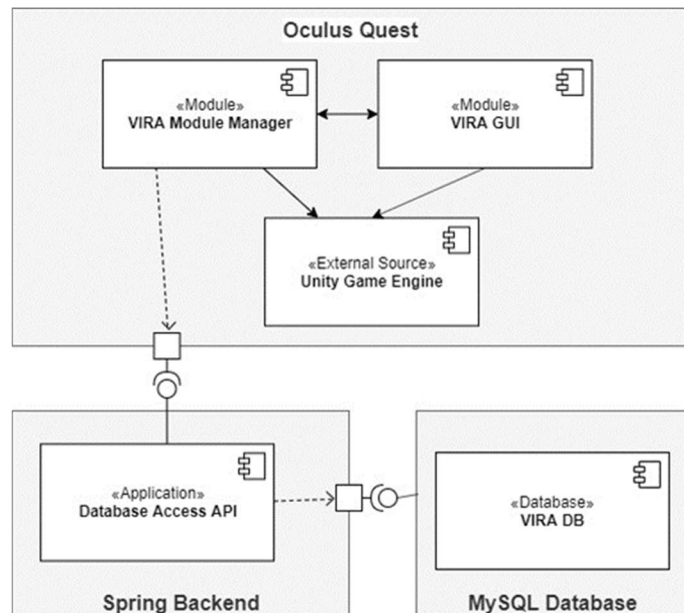 Oculus Quest
«Module»
VIRA Module Manager
«Module»
VIRA GUI
«External Source»
Unity Game Engine
«Application»
Database Access API
«Database»
VIRA DB
Spring Backend
MySQL Database